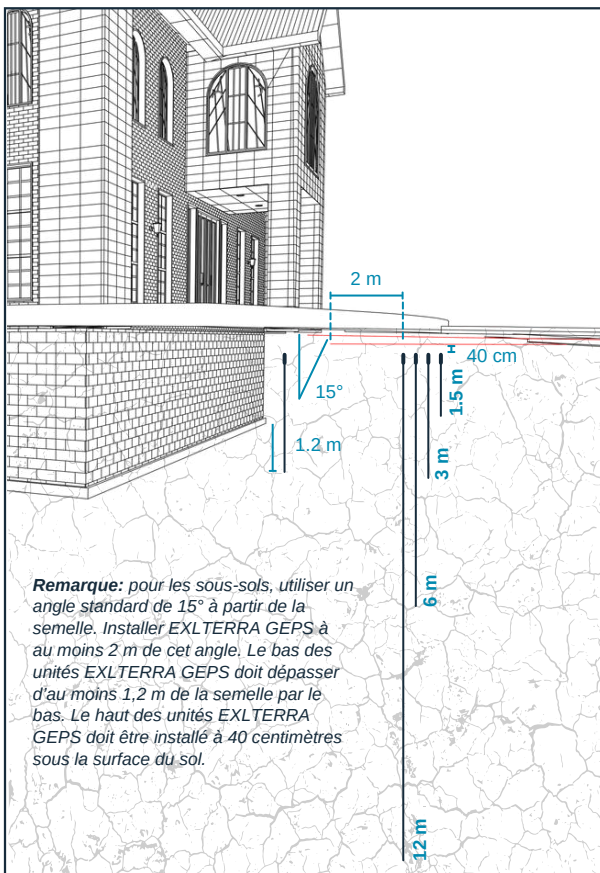 2 m
40 cm
15°
1.5 m
1.2 m
3 m
6 m
Remarque: pour les sous-sols, utiliser un
angle standard de 15° à partir de la
semelle. Installer EXLTERRA GEPS à
au moins 2 m de cet angle. Le bas des
unités EXLTERRA GEPS doit dépasser
d'au moins 1,2 m de la semelle par le
bas. Le haut des unités EXLTERRA
GEPS doit être installé à 40 centimètres
sous la surface du sol.
12 m